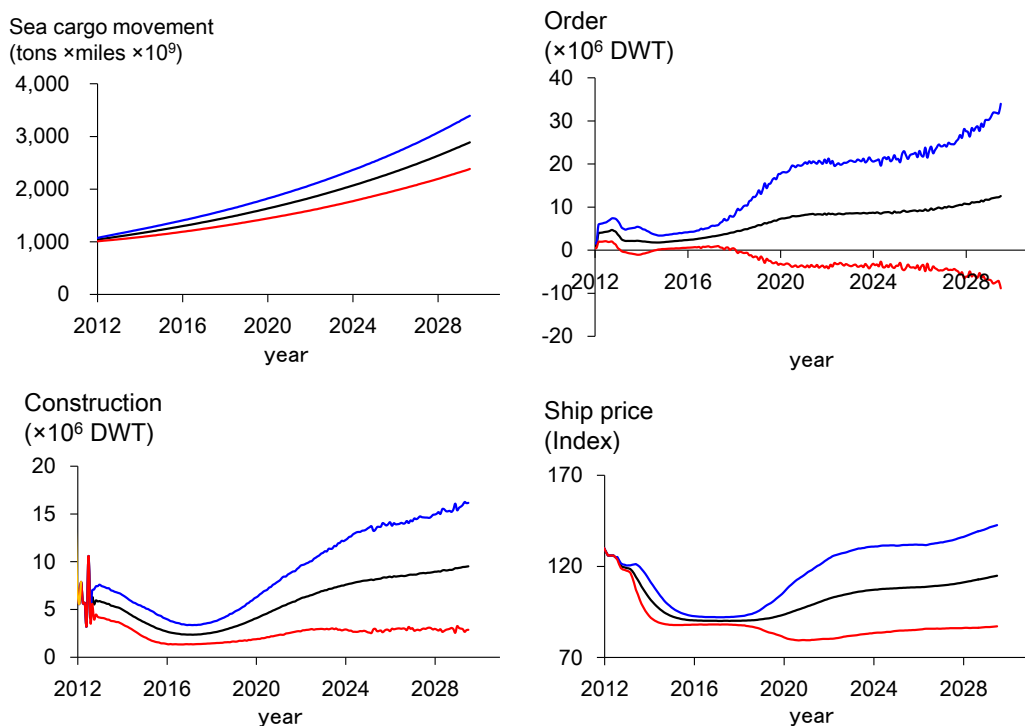 Sea cargo movement
(tons ×miles ×10⁹)
4,000
3,000
2,000
1,000
0
2012 2016 2020 2024 2028
year
Order
(×10⁶ DWT)
40
30
20
10
0
-10
-20
2012 2016 2020 2024 2028
year
Construction
(×10⁶ DWT)
20
15
10
5
0
2012 2016 2020 2024 2028
year
Ship price
(Index)
170
120
70
2012 2016 2020 2024 2028
year